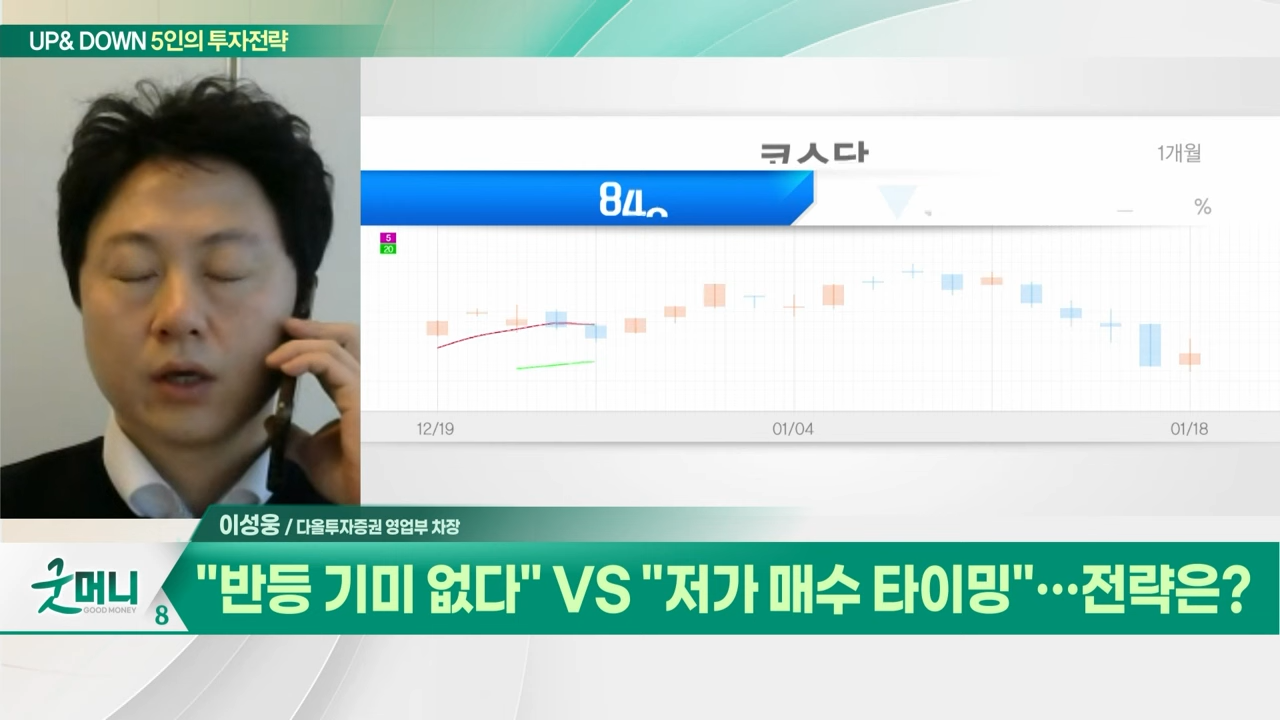 UP& DOWN 5인의 투자전략
코스닥
1개월
%
5
20
12/19
01/04
01/18
이성웅 / 다올투자증권 영업부 차장
굿머니
GOOD MONEY
8
"반등 기미 없다" VS "저가 매수 타이밍"…전략은?